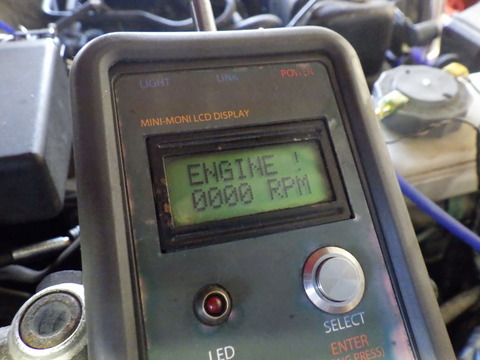 LIGHT LINK POWER
MINI-MONI LCD DISPLAY
ENGINE !
0000 RPM
SELECT
LED
ENTER